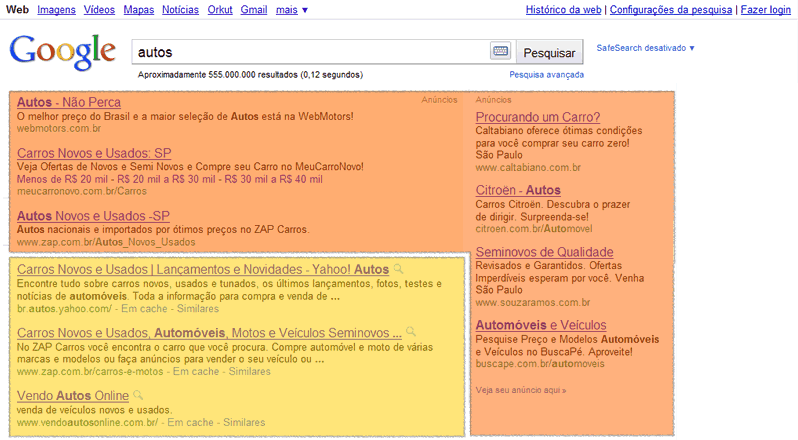 Web Imagens Vídeos Mapas Notícias Orkut Gmail mais ▼
Histórico da web | Configurações da pesquisa | Fazer login
Google
autos
Pesquisar
SafeSearch desativado ▼
Aproximadamente 555.000.000 resultados (0,12 segundos)
Pesquisa avançada
Anúncios
Autos - Não Perca
O melhor preço do Brasil e a maior seleção de Autos está na WebMotors!
webmotors.com.br
Carros Novos e Usados: SP
Veja Ofertas de Novos e Semi Novos e Compre seu Carro no MeuCarroNovo!
Menos de R$ 20 mil - R$ 20 mil a R$ 30 mil - R$ 30 mil a R$ 40 mil
meucarronovo.com.br/Carros
Autos Novos e Usados -SP
Autos nacionais e importados por ótimos preços no ZAP Carros.
www.zap.com.br/Autos_Novos_Usados
Carros Novos e Usados | Lançamentos e Novidades - Yahoo! Autos
Encontre tudo sobre carros novos, usados e tunados, os últimos lançamentos, fotos, testes e
notícias de automóveis. Toda a informação para compra e venda de ...
br.autos.yahoo.com/ - Em cache - Similares
Carros Novos e Usados, Automóveis, Motos e Veículos Seminovos ...
No ZAP Carros você encontra o carro que você procura. Compre automóvel e moto de várias
marcas e modelos ou faça anúncios para vender o seu veículo ou ...
www.zap.com.br/carros-e-motos - Em cache - Similares
Vendo Autos Online
venda de veículos novos e usados.
www.vendoautosonline.com.br/ - Em cache - Similares
Anúncios
Procurando um Carro?
Caltabiano oferece ótimas condições
para você comprar seu carro zero!
São Paulo
www.caltabiano.com.br
Citroën - Autos
Carros Citroën. Descubra o prazer
de dirigir. Surpreenda-se!
citroen.com.br/Automovel
Seminovos de Qualidade
Revisados e Garantidos. Ofertas
Imperdíveis esperam por você. Venha
São Paulo
www.souzaramos.com.br
Automóveis e Veículos
Pesquise Preço e Modelos Automóveis
e Veículos no BuscaPé. Aproveite!
buscape.com.br/automoveis
Veja seu anúncio aqui »